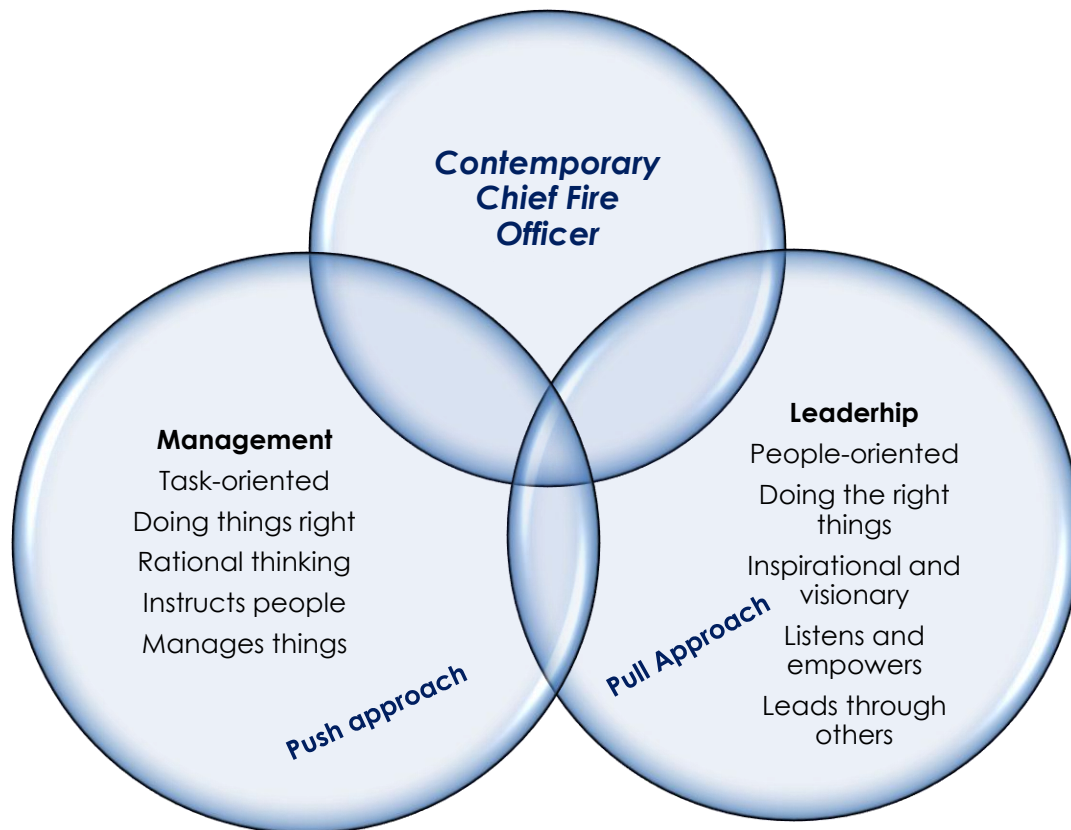 Contemporary
Chief Fire
Officer
Management
Task-oriented
Doing things right
Rational thinking
Instructs people
Manages things
Push approach
Leaderhip
People-oriented
Doing the right
things
Inspirational and
visionary
Listens and
empowers
Leads through
others
Pull Approach